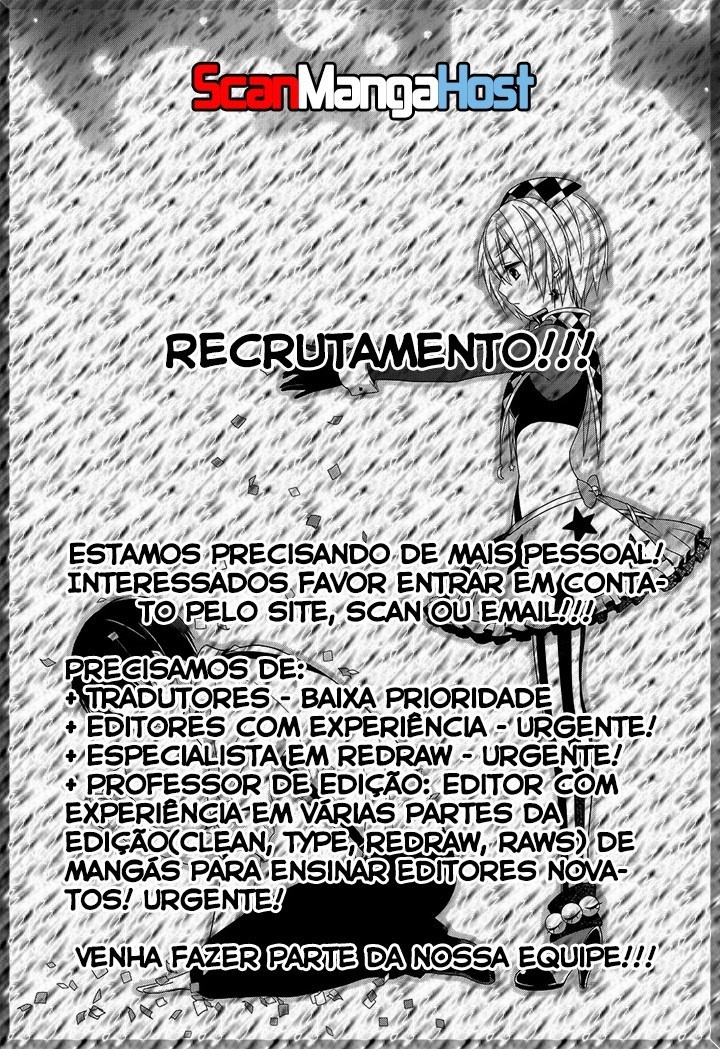 ScanMangaHost
RECRUTAMENTO!!!
ESTAMOS PRECISANDO DE MAIS PESSOAL!
INTERESSADOS FAVOR ENTRAR EM CONTA-
TO PELO SITE, SCAN OU EMAIL!!!
PRECISAMOS DE:
+ TRADUTORES - BAIXA PRIORIDADE
+ EDITORES COM EXPERIÊNCIA - URGENTE!
+ ESPECIALISTA EM REDRAW - URGENTE!
+ PROFESSOR DE EDIÇÃO: EDITOR COM
EXPERIÊNCIA EM VÁRIAS PARTES DA
EDIÇÃO(CLEAN, TYPE, REDRAW, RAWS) DE
MANGÁS PARA ENSINAR EDITORES NOVA-
TOS! URGENTE!
VENHA FAZER PARTE DA NOSSA EQUIPE!!!